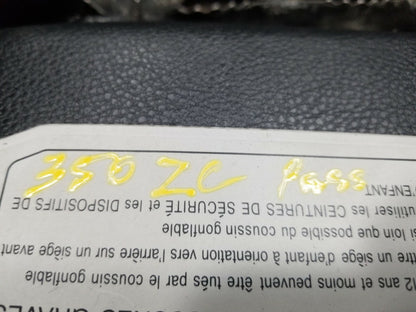 350 ZC Pass
12 ans et moins peuvent être tués par le coussin gonflable
un siège d'enfant à orientation vers l'arrière sur un siège avant
si loin que possible du coussin gonflable
utiliser les CEINTURES DE SÉCURITÉ et les DISPOSITIFS DE
D'ENFANT